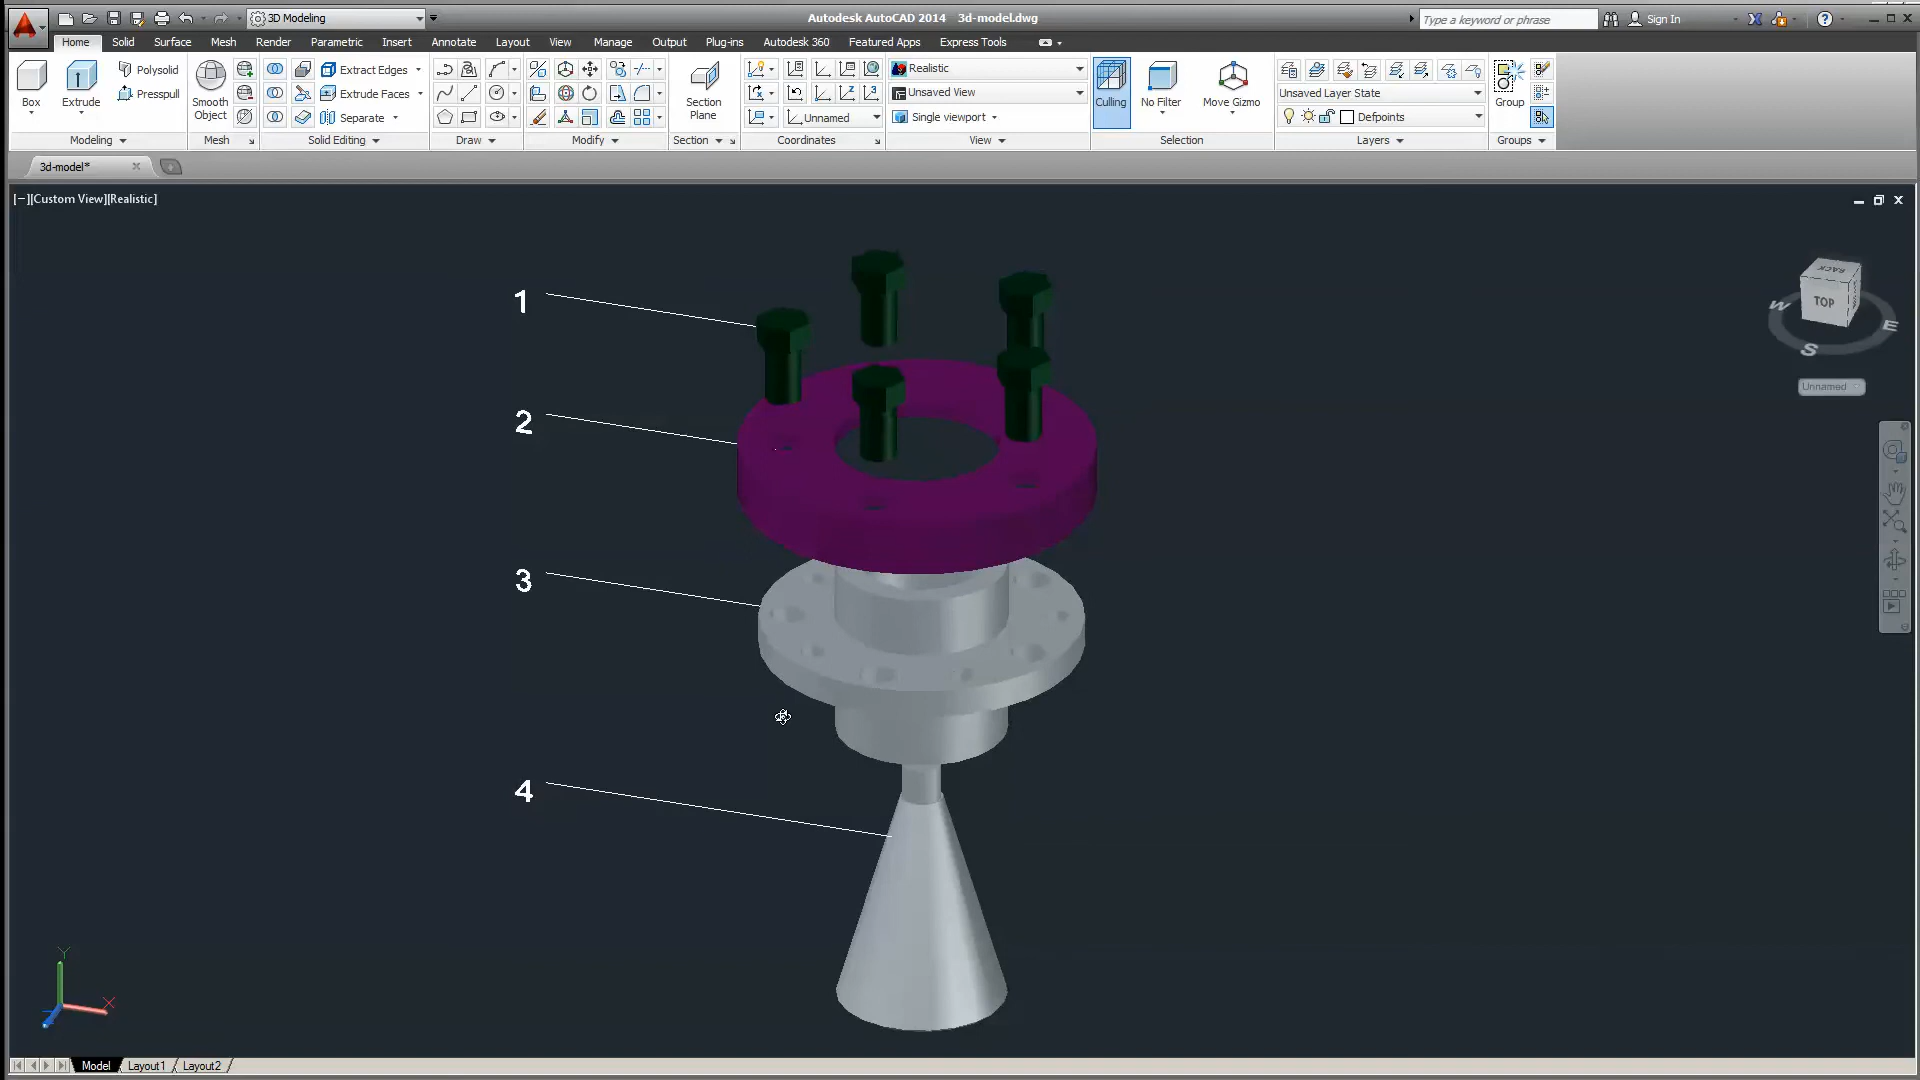 3D Modeling
Autodesk AutoCAD 2014 3d-model.dwg
Type a keyword or phrase
Sign In
Home Solid Surface Mesh Render Parametric Insert Annotate Layout View Manage Output Plug-ins Autodesk 360 Featured Apps Express Tools
Box
Extrude
Polysolid
Presspull
Smooth
Object
Extract Edges
Extrude Faces
Separate
Section
Plane
Unnamed
Realistic
Unsaved View
Single viewport
Culling
No Filter
Move Gizmo
Unsaved Layer State
Defpoints
Group
Modeling Mesh Solid Editing Draw Modify Section Coordinates View Selection Layers Groups
3d-model*
[−][Custom View][Realistic]
BACK
TOP
W
E
S
Unnamed
1
2
3
4
Y
X
Model Layout1 Layout2